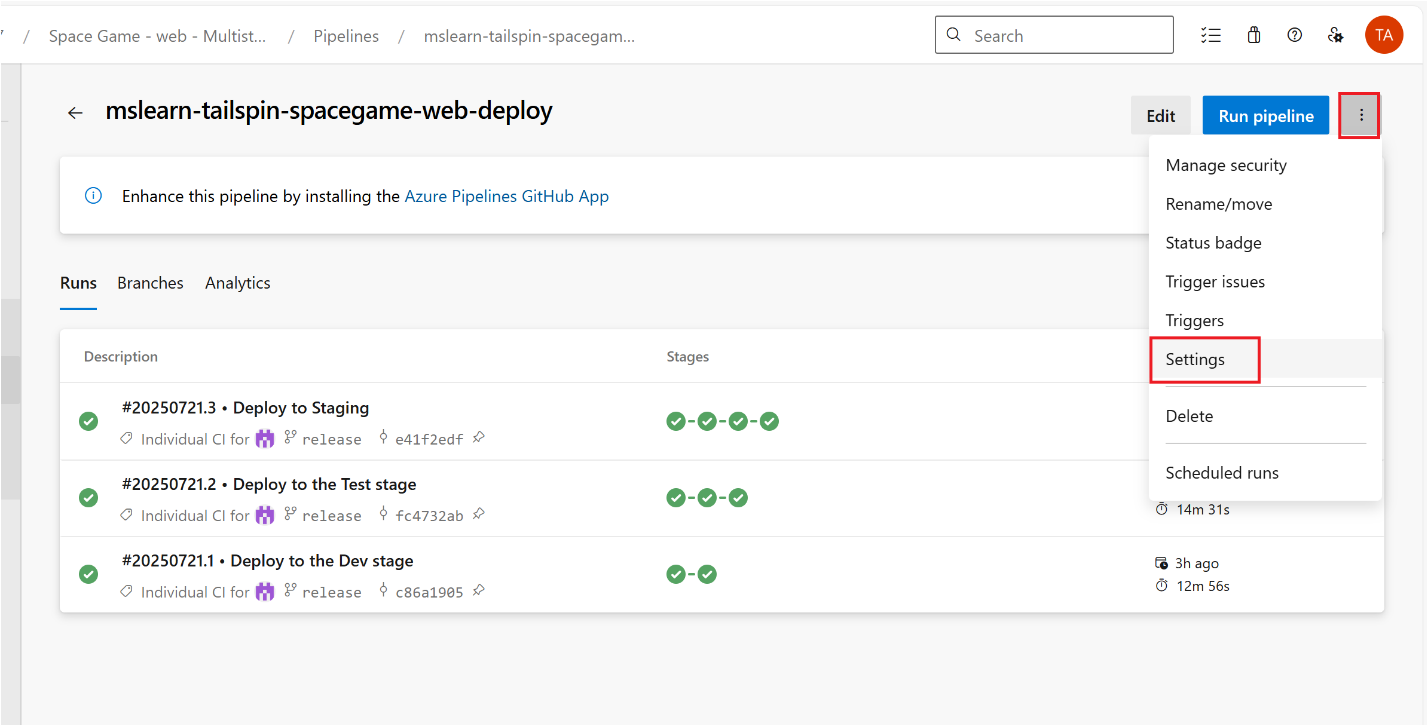 / Space Game - web - Multist... / Pipelines / mslearn-tailspin-spacegam... Search TA
mslearn-tailspin-spacegame-web-deploy
Edit Run pipeline
Enhance this pipeline by installing the Azure Pipelines GitHub App
Manage security
Rename/move
Status badge
Trigger issues
Triggers
Settings
Delete
Scheduled runs
Runs Branches Analytics
Description Stages
#20250721.3 • Deploy to Staging
Individual CI for release e41f2edf
#20250721.2 • Deploy to the Test stage
Individual CI for release fc4732ab
14m 31s
#20250721.1 • Deploy to the Dev stage
Individual CI for release c86a1905
3h ago
12m 56s